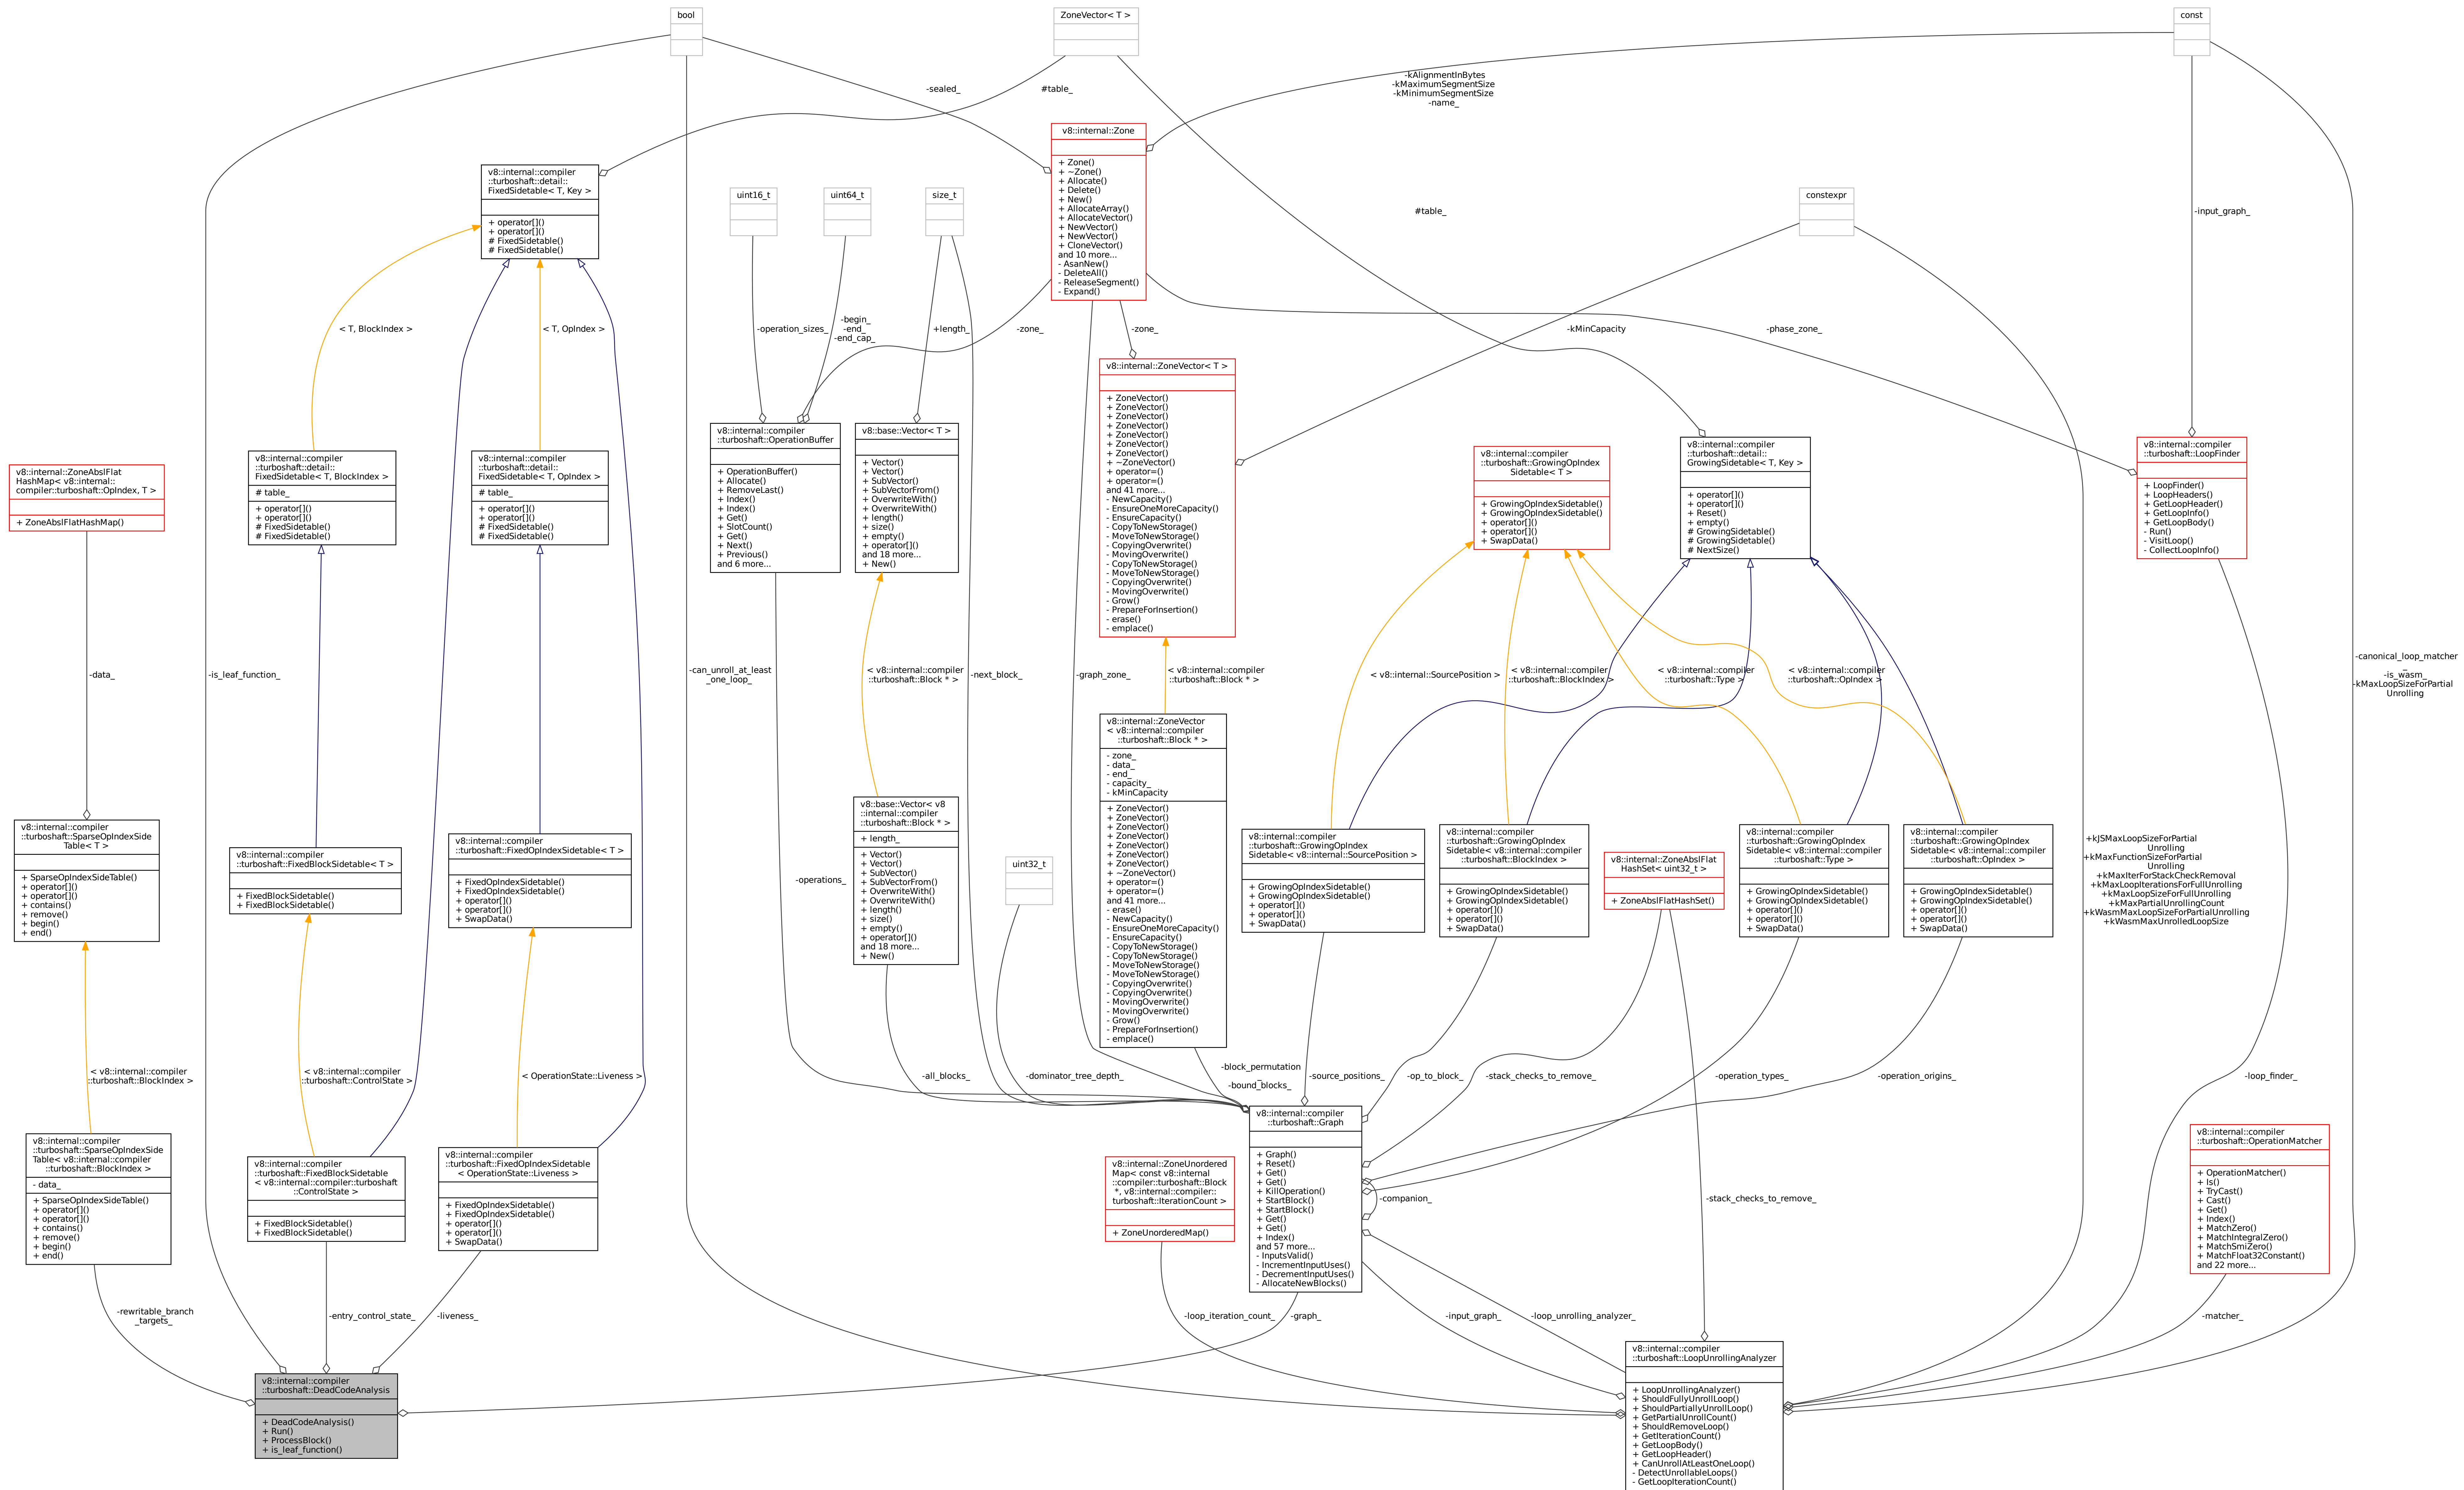 bool
ZoneVector< T >
const
-sealed_
#table_
-kAlignmentInBytes
-kMaximumSegmentSize
-kMinimumSegmentSize
-name_
v8::internal::Zone
+ Zone()
+ ~Zone()
+ Allocate()
+ Delete()
+ New()
+ AllocateArray()
+ AllocateVector()
+ NewVector()
+ NewVector()
+ CloneVector()
and 10 more...
- AsanNew()
- DeleteAll()
- ReleaseSegment()
- Expand()
v8::internal::compiler
::turboshaft::detail::
FixedSidetable< T, Key >
+ operator[]()
+ operator[]()
# FixedSidetable()
# FixedSidetable()
uint16_t
uint64_t
size_t
constexpr
#table_
-input_graph_
< T, BlockIndex >
< T, OpIndex >
-operation_sizes_
-begin_
-end_
-end_cap_
+length_
-zone_
-zone_
-kMinCapacity
-phase_zone_
v8::internal::ZoneAbslFlat
HashMap< v8::internal::
compiler::turboshaft::OpIndex, T >
+ ZoneAbslFlatHashMap()
v8::internal::compiler
::turboshaft::detail::
FixedSidetable< T, BlockIndex >
# table_
+ operator[]()
+ operator[]()
# FixedSidetable()
# FixedSidetable()
v8::internal::compiler
::turboshaft::detail::
FixedSidetable< T, OpIndex >
# table_
+ operator[]()
+ operator[]()
# FixedSidetable()
# FixedSidetable()
v8::internal::compiler
::turboshaft::OperationBuffer
+ OperationBuffer()
+ Allocate()
+ RemoveLast()
+ Index()
+ Index()
+ Get()
+ SlotCount()
+ Get()
+ Next()
+ Previous()
and 6 more...
v8::base::Vector< T >
+ Vector()
+ Vector()
+ SubVector()
+ SubVectorFrom()
+ OverwriteWith()
+ OverwriteWith()
+ length()
+ size()
+ empty()
+ operator[]()
and 18 more...
+ New()
v8::internal::ZoneVector< T >
+ ZoneVector()
+ ZoneVector()
+ ZoneVector()
+ ZoneVector()
+ ZoneVector()
+ ZoneVector()
+ ZoneVector()
+ ~ZoneVector()
+ operator=()
+ operator=()
and 41 more...
- NewCapacity()
- EnsureOneMoreCapacity()
- EnsureCapacity()
- CopyToNewStorage()
- MoveToNewStorage()
- CopyingOverwrite()
- MovingOverwrite()
- CopyToNewStorage()
- MoveToNewStorage()
- CopyingOverwrite()
- MovingOverwrite()
- Grow()
- PrepareForInsertion()
- erase()
- emplace()
v8::internal::compiler
::turboshaft::GrowingOpIndex
Sidetable< T >
+ GrowingOpIndexSidetable()
+ GrowingOpIndexSidetable()
+ operator[]()
+ operator[]()
+ SwapData()
v8::internal::compiler
::turboshaft::detail::
GrowingSidetable< T, Key >
+ operator[]()
+ operator[]()
+ Reset()
+ empty()
# GrowingSidetable()
# GrowingSidetable()
# NextSize()
v8::internal::compiler
::turboshaft::LoopFinder
+ LoopFinder()
+ LoopHeaders()
+ GetLoopHeader()
+ GetLoopInfo()
+ GetLoopBody()
- Run()
- VisitLoop()
- CollectLoopInfo()
-data_
-is_leaf_function_
-can_unroll_at_least
_one_loop_
< v8::internal::compiler
::turboshaft::Block * >
-next_block_
-graph_zone_
< v8::internal::compiler
::turboshaft::Block * >
< v8::internal::SourcePosition >
< v8::internal::compiler
::turboshaft::BlockIndex >
< v8::internal::compiler
::turboshaft::Type >
< v8::internal::compiler
::turboshaft::OpIndex >
-canonical_loop_matcher
_
-is_wasm_
-kMaxLoopSizeForPartial
Unrolling
v8::internal::compiler
::turboshaft::SparseOpIndexSide
Table< T >
+ SparseOpIndexSideTable()
+ operator[]()
+ operator[]()
+ contains()
+ remove()
+ begin()
+ end()
v8::internal::compiler
::turboshaft::FixedBlockSidetable< T >
+ FixedBlockSidetable()
+ FixedBlockSidetable()
v8::internal::compiler
::turboshaft::FixedOpIndexSidetable< T >
+ FixedOpIndexSidetable()
+ FixedOpIndexSidetable()
+ operator[]()
+ operator[]()
+ SwapData()
-operations_
v8::base::Vector< v8
::internal::compiler
::turboshaft::Block * >
+ length_
+ Vector()
+ Vector()
+ SubVector()
+ SubVectorFrom()
+ OverwriteWith()
+ OverwriteWith()
+ length()
+ size()
+ empty()
+ operator[]()
and 18 more...
+ New()
uint32_t
v8::internal::ZoneVector
< v8::internal::compiler
::turboshaft::Block * >
- zone_
- data_
- end_
- capacity_
- kMinCapacity
+ ZoneVector()
+ ZoneVector()
+ ZoneVector()
+ ZoneVector()
+ ZoneVector()
+ ZoneVector()
+ ZoneVector()
+ ~ZoneVector()
+ operator=()
+ operator=()
and 41 more...
- erase()
- NewCapacity()
- EnsureOneMoreCapacity()
- EnsureCapacity()
- CopyToNewStorage()
- CopyToNewStorage()
- MoveToNewStorage()
- MoveToNewStorage()
- CopyingOverwrite()
- CopyingOverwrite()
- MovingOverwrite()
- MovingOverwrite()
- Grow()
- PrepareForInsertion()
- emplace()
v8::internal::compiler
::turboshaft::GrowingOpIndex
Sidetable< v8::internal::SourcePosition >
+ GrowingOpIndexSidetable()
+ GrowingOpIndexSidetable()
+ operator[]()
+ operator[]()
+ SwapData()
v8::internal::compiler
::turboshaft::GrowingOpIndex
Sidetable< v8::internal::compiler
::turboshaft::BlockIndex >
+ GrowingOpIndexSidetable()
+ GrowingOpIndexSidetable()
+ operator[]()
+ operator[]()
+ SwapData()
v8::internal::ZoneAbslFlat
HashSet< uint32_t >
+ ZoneAbslFlatHashSet()
v8::internal::compiler
::turboshaft::GrowingOpIndex
Sidetable< v8::internal::compiler
::turboshaft::Type >
+ GrowingOpIndexSidetable()
+ GrowingOpIndexSidetable()
+ operator[]()
+ operator[]()
+ SwapData()
v8::internal::compiler
::turboshaft::GrowingOpIndex
Sidetable< v8::internal::compiler
::turboshaft::OpIndex >
+ GrowingOpIndexSidetable()
+ GrowingOpIndexSidetable()
+ operator[]()
+ operator[]()
+ SwapData()
+kJSMaxLoopSizeForPartial
Unrolling
+kMaxFunctionSizeForPartial
Unrolling
+kMaxIterForStackCheckRemoval
+kMaxLoopIterationsForFullUnrolling
+kMaxLoopSizeForFullUnrolling
+kMaxPartialUnrollingCount
+kWasmMaxLoopSizeForPartialUnrolling
+kWasmMaxUnrolledLoopSize
< v8::internal::compiler
::turboshaft::BlockIndex >
< v8::internal::compiler
::turboshaft::ControlState >
< OperationState::Liveness >
-all_blocks_
-dominator_tree_depth_
-block_permutation
_
-bound_blocks_
-source_positions_
-op_to_block_
-stack_checks_to_remove_
-operation_types_
-operation_origins_
-loop_finder_
v8::internal::compiler
::turboshaft::SparseOpIndexSide
Table< v8::internal::compiler
::turboshaft::BlockIndex >
- data_
+ SparseOpIndexSideTable()
+ operator[]()
+ operator[]()
+ contains()
+ remove()
+ begin()
+ end()
v8::internal::compiler
::turboshaft::FixedBlockSidetable
< v8::internal::compiler::turboshaft
::ControlState >
+ FixedBlockSidetable()
+ FixedBlockSidetable()
v8::internal::compiler
::turboshaft::FixedOpIndexSidetable
< OperationState::Liveness >
+ FixedOpIndexSidetable()
+ FixedOpIndexSidetable()
+ operator[]()
+ operator[]()
+ SwapData()
v8::internal::ZoneUnordered
Map< const v8::internal
::compiler::turboshaft::Block
*, v8::internal::compiler::
turboshaft::IterationCount >
+ ZoneUnorderedMap()
v8::internal::compiler
::turboshaft::Graph
+ Graph()
+ Reset()
+ Get()
+ Get()
+ KillOperation()
+ StartBlock()
+ StartBlock()
+ Get()
+ Get()
+ Index()
and 57 more...
- InputsValid()
- IncrementInputUses()
- DecrementInputUses()
- AllocateNewBlocks()
-companion_
-stack_checks_to_remove_
v8::internal::compiler
::turboshaft::OperationMatcher
+ OperationMatcher()
+ Is()
+ TryCast()
+ Cast()
+ Get()
+ Index()
+ MatchZero()
+ MatchIntegralZero()
+ MatchSmiZero()
+ MatchFloat32Constant()
and 22 more...
-rewritable_branch
_targets_
-entry_control_state_
-liveness_
-loop_iteration_count_
-graph_
-input_graph_
-loop_unrolling_analyzer_
-matcher_
v8::internal::compiler
::turboshaft::DeadCodeAnalysis
+ DeadCodeAnalysis()
+ Run()
+ ProcessBlock()
+ is_leaf_function()
v8::internal::compiler
::turboshaft::LoopUnrollingAnalyzer
+ LoopUnrollingAnalyzer()
+ ShouldFullyUnrollLoop()
+ ShouldPartiallyUnrollLoop()
+ GetPartialUnrollCount()
+ ShouldRemoveLoop()
+ GetIterationCount()
+ GetLoopBody()
+ GetLoopHeader()
+ CanUnrollAtLeastOneLoop()
- DetectUnrollableLoops()
- GetLoopIterationCount()